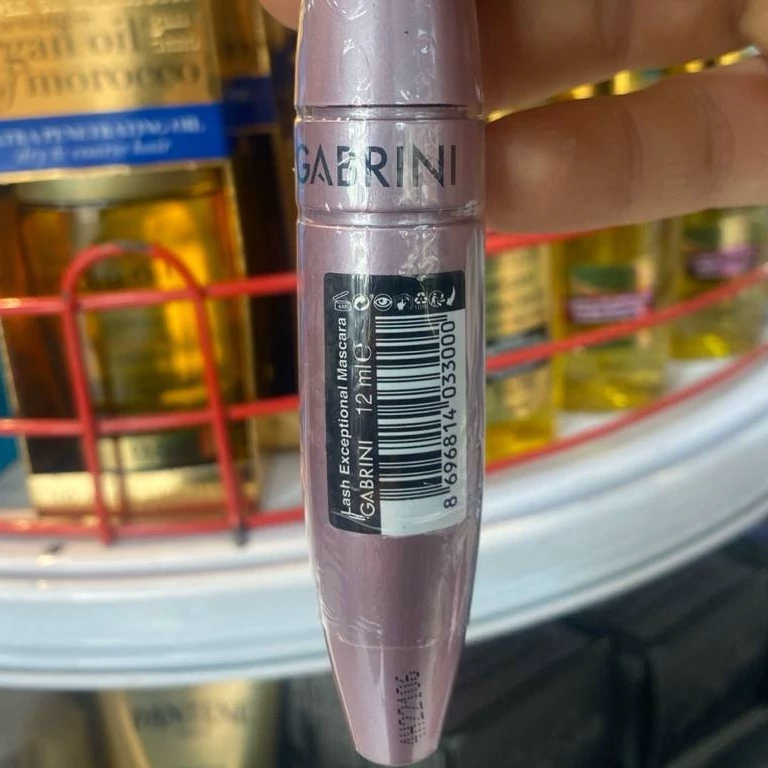 argan oil
of morocco
EXTRA PENETRATING OIL
dry & coarse hair
GABRINI
Lash Exceptional Mascara
GABRINI 12 ml e
8 696814 033000